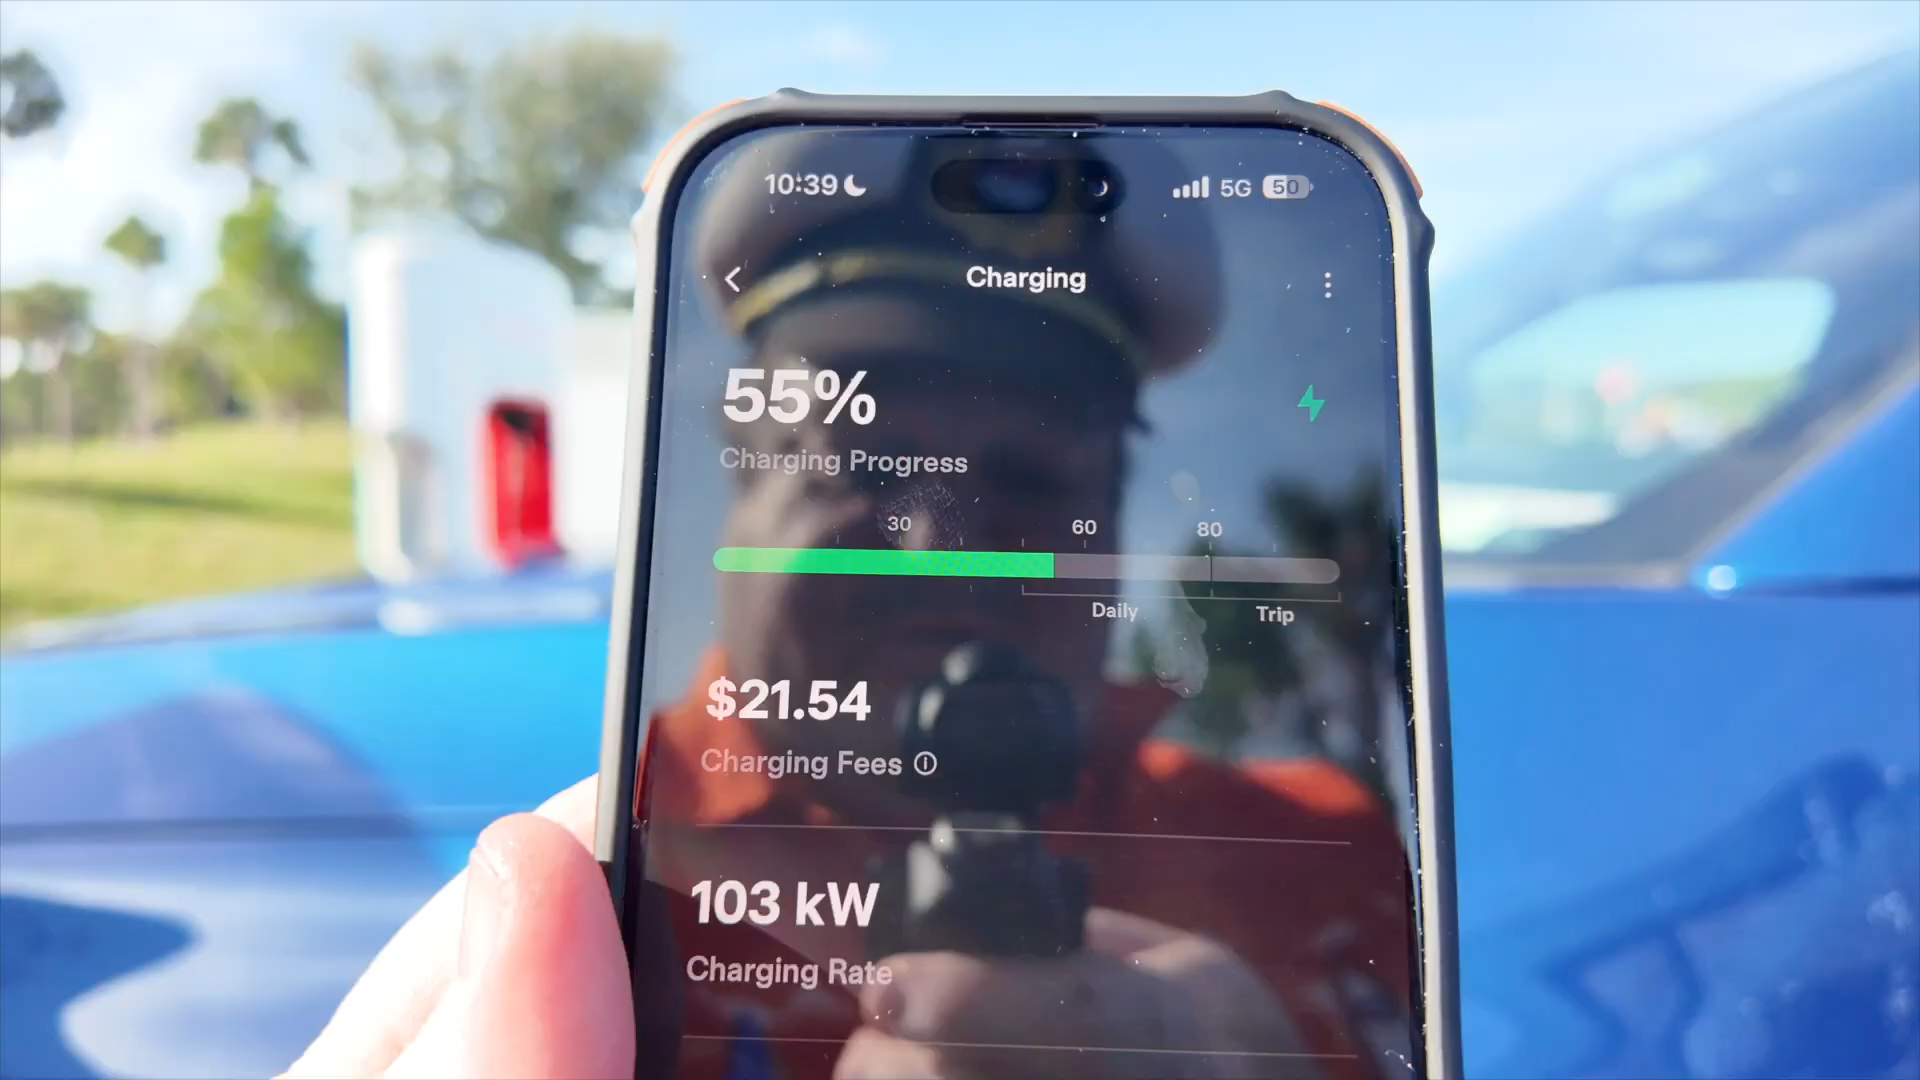 10:39 5G 50
Charging
55%
Charging Progress
30 60 80
Daily Trip
$21.54
Charging Fees
103 kW
Charging Rate